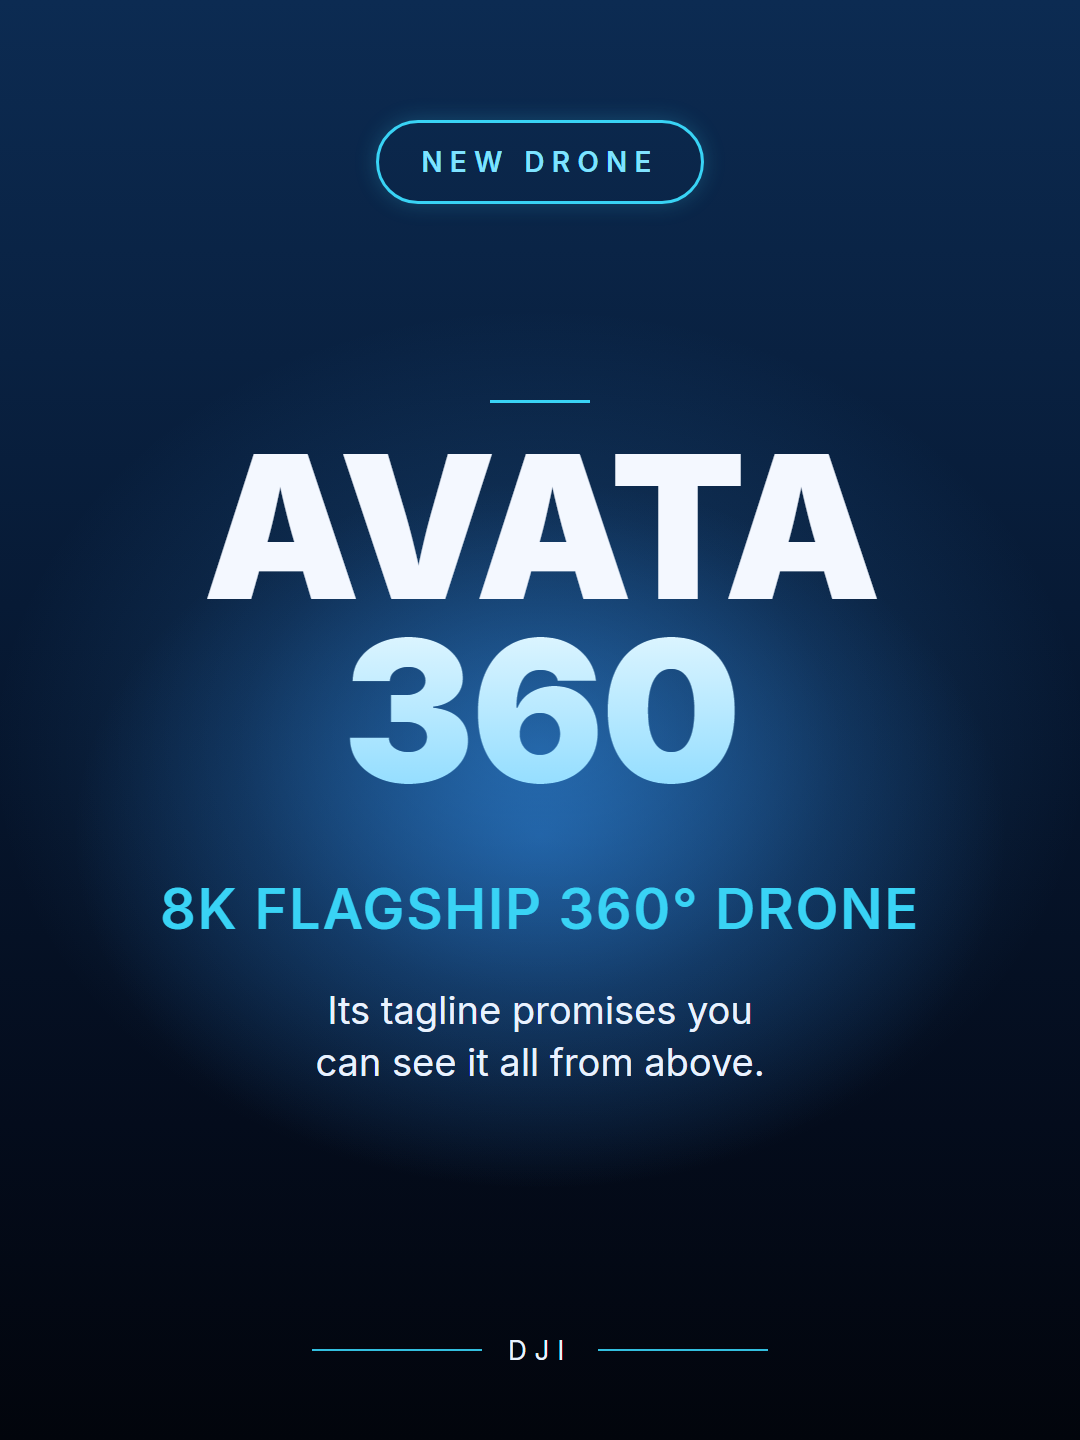 NEW DRONE
AVATA
360
8K FLAGSHIP 360° DRONE
Its tagline promises you
can see it all from above.
DJI